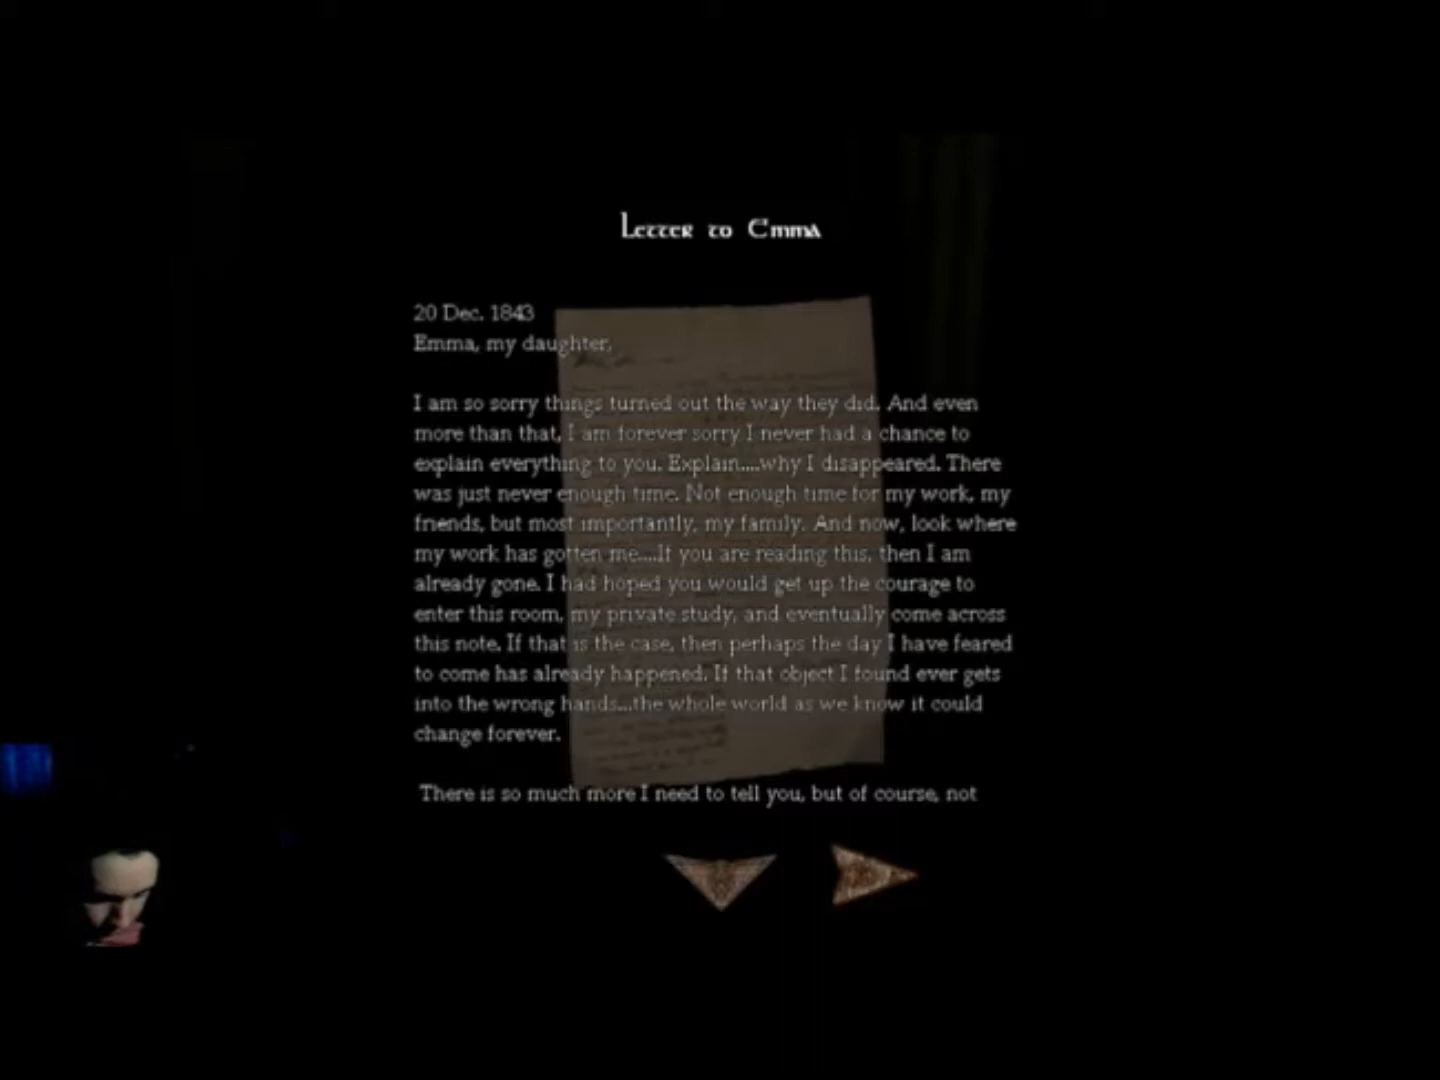 Letter to Emma
20 Dec. 1843
Emma, my daughter,
I am so sorry things turned out the way they did. And even
more than that, I am forever sorry I never had a chance to
explain everything to you. Explain....why I disappeared. There
was just never enough time. Not enough time for my work, my
friends, but most importantly, my family. And now, look where
my work has gotten me....If you are reading this, then I am
already gone. I had hoped you would get up the courage to
enter this room, my private study, and eventually come across
this note. If that is the case, then perhaps the day I have feared
to come has already happened. If that object I found ever gets
into the wrong hands....the whole world as we know it could
change forever.
There is so much more I need to tell you, but of course, not